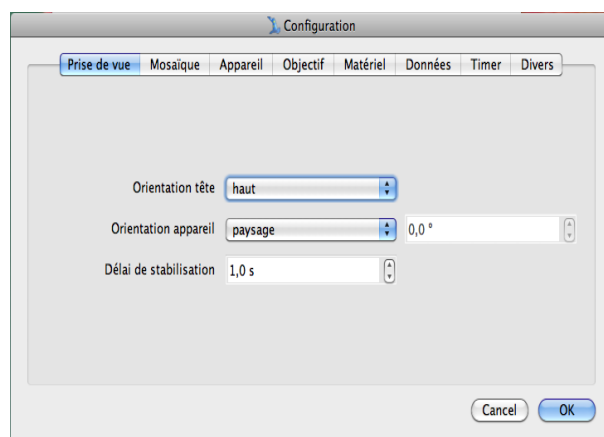 Configuration
Prise de vue Mosaïque Appareil Objectif Matériel Données Timer Divers
Orientation tête haut
Orientation appareil paysage 0,0 °
Délai de stabilisation 1,0 s
Cancel OK